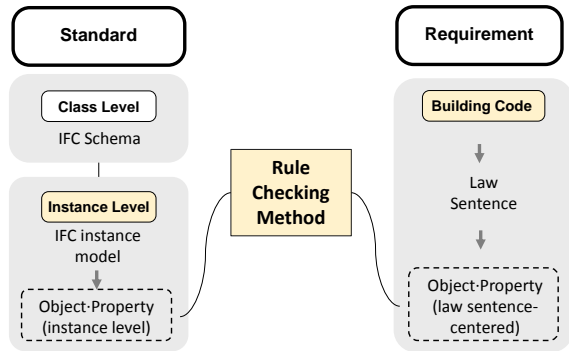 Standard
Class Level
IFC Schema
Instance Level
IFC instance
model
Object·Property
(instance level)
Rule
Checking
Method
Requirement
Building Code
Law
Sentence
Object·Property
(law sentence-
centered)